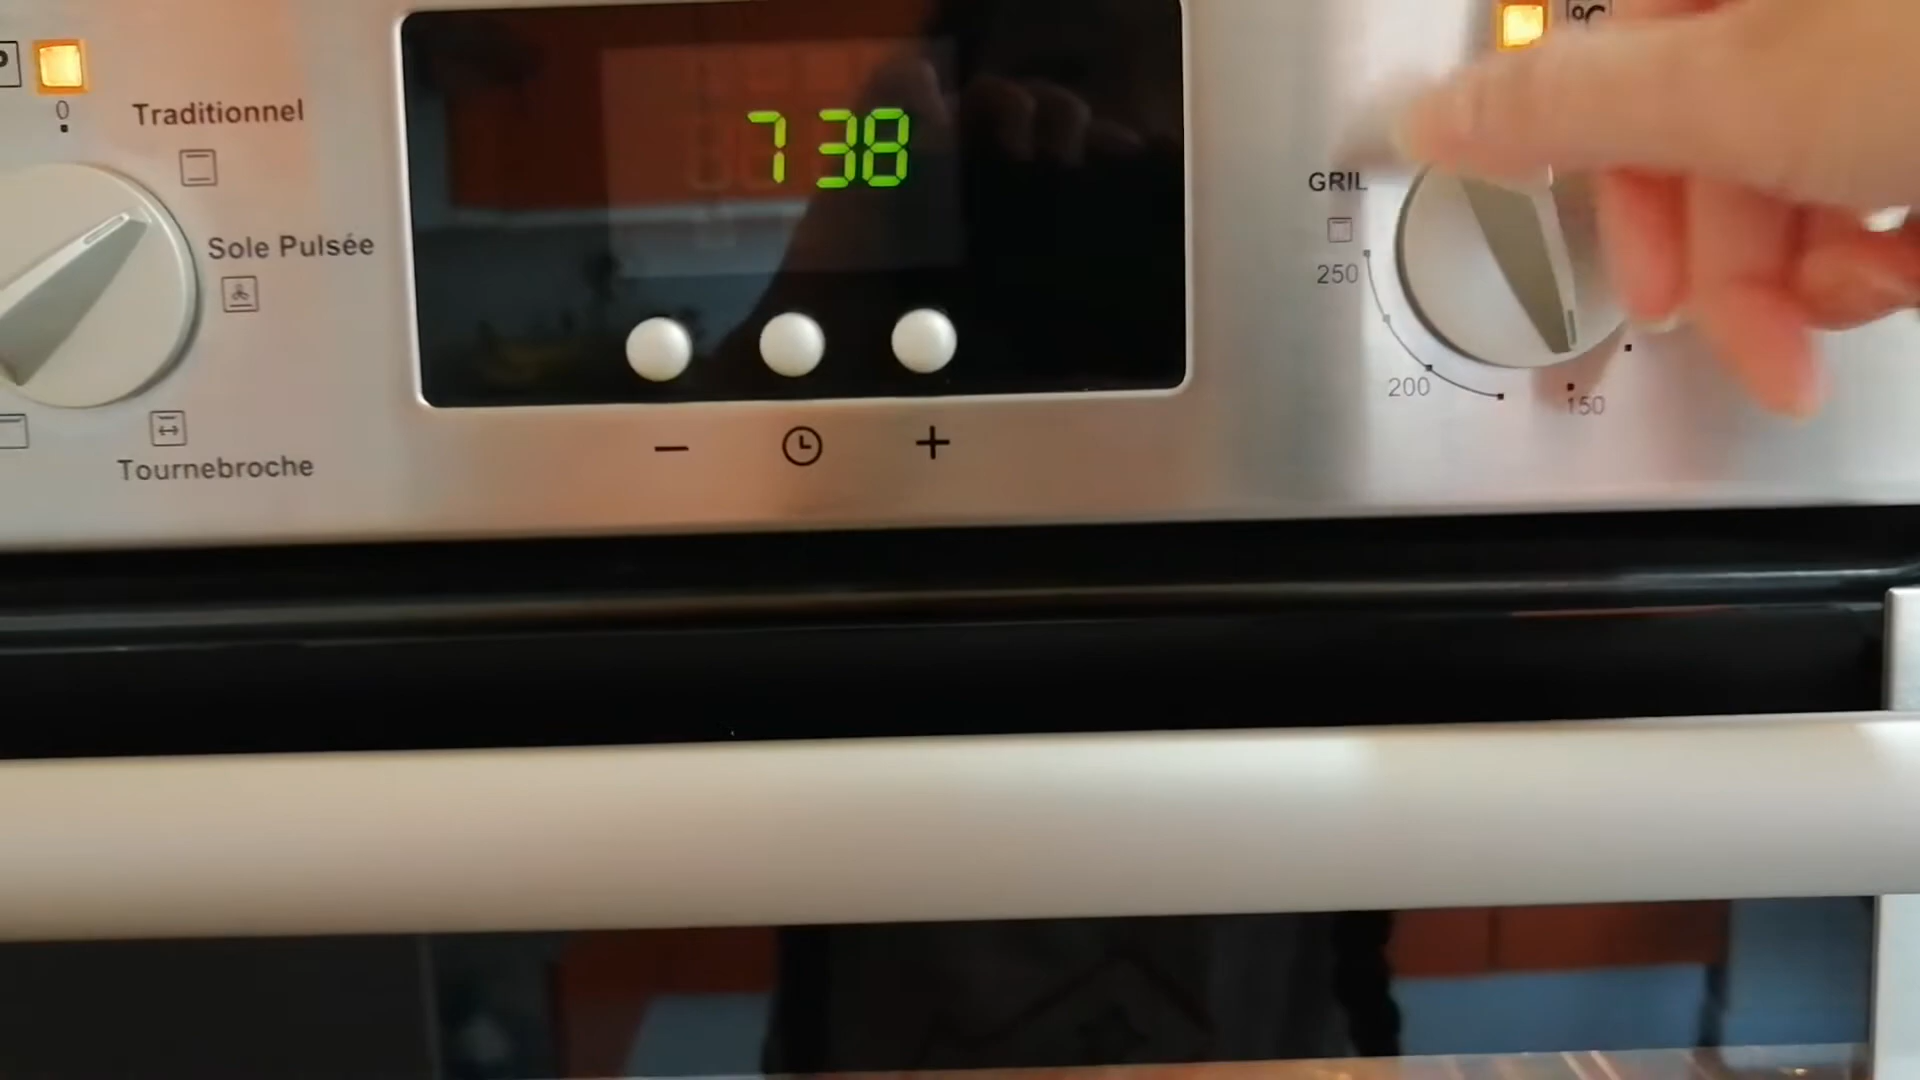 °C
0
Traditionnel
7 38
GRIL
Sole Pulsée
250
200
150
Tournebroche
− +